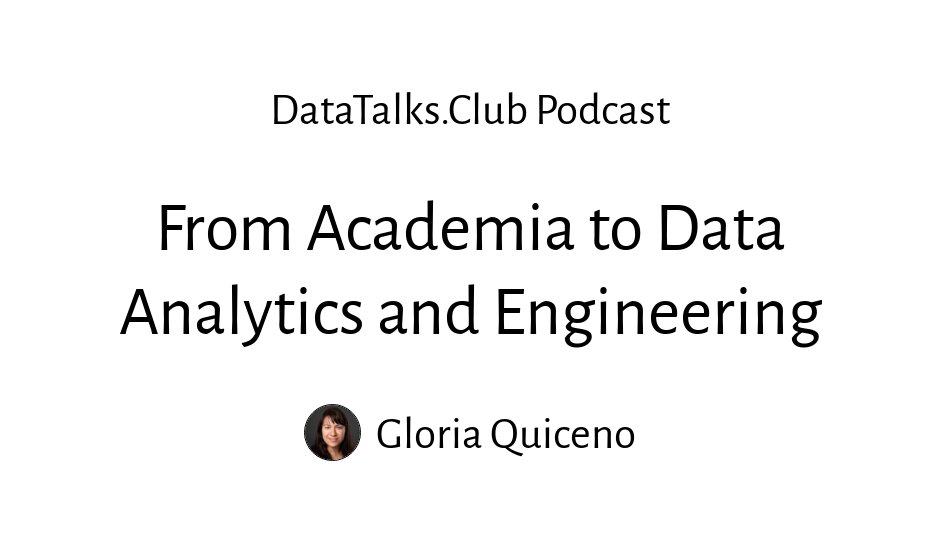 DataTalks.Club Podcast
From Academia to Data
Analytics and Engineering
Gloria Quiceno